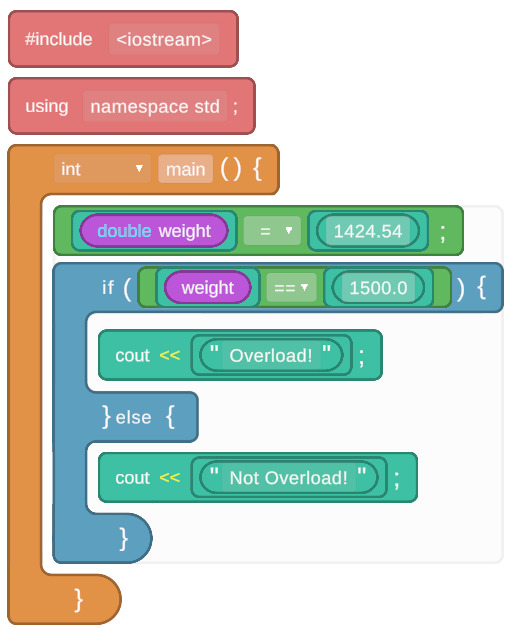 #include <iostream>
using namespace std ;
int main () {
double weight = 1424.54 ;
if ( weight == 1500.0 ) {
cout << " Overload! " ;
} else {
cout << " Not Overload! " ;
}
}